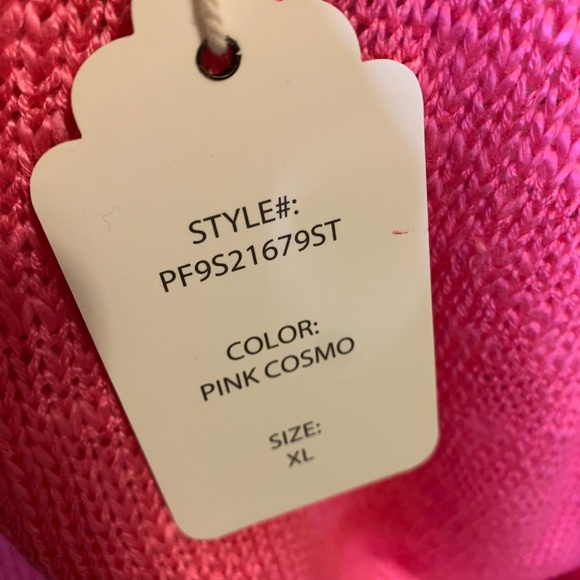 STYLE#:
PF9S21679ST
COLOR:
PINK COSMO
SIZE:
XL